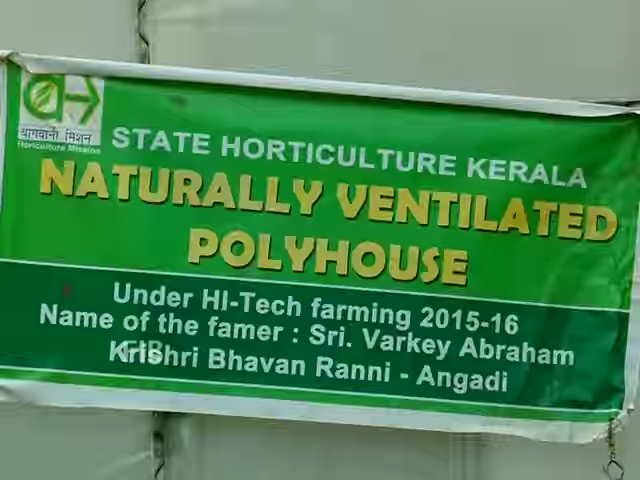 बागवानी मिशन
Horticulture Mission
STATE HORTICULTURE KERALA
NATURALLY VENTILATED
POLYHOUSE
Under HI-Tech farming 2015-16
Name of the famer : Sri. Varkey Abraham
Krishri Bhavan Ranni - Angadi